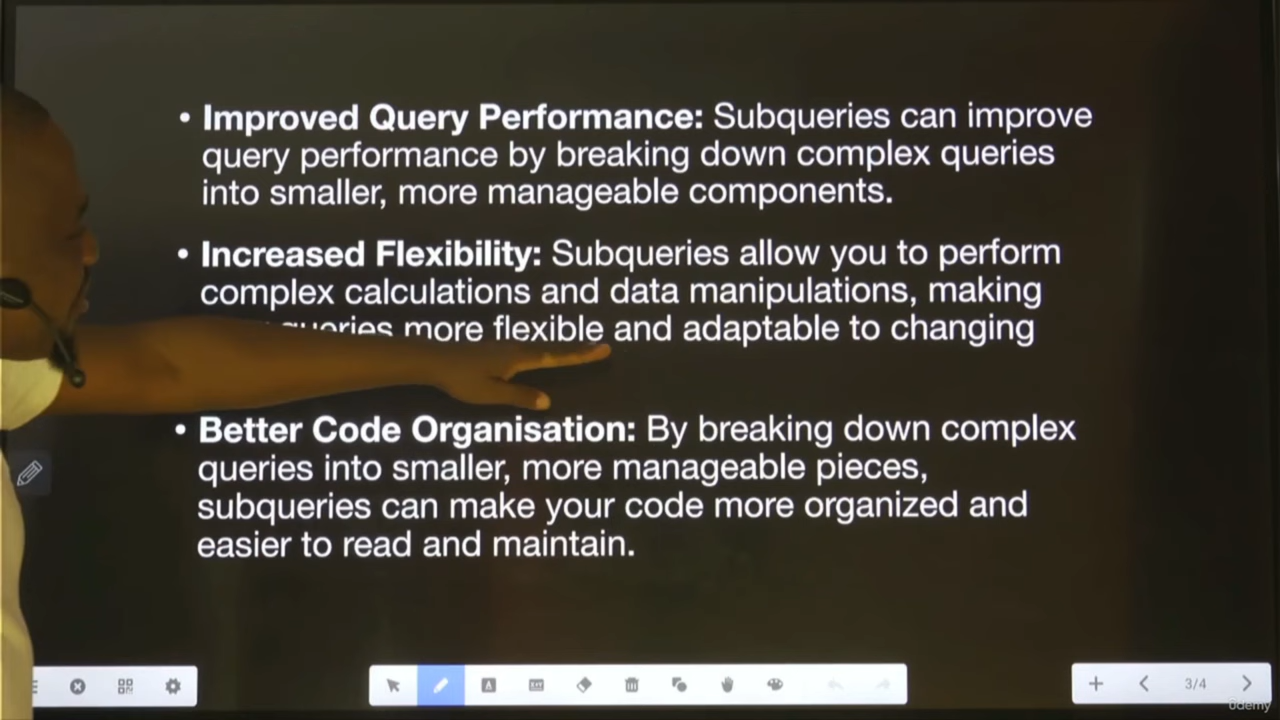 • Improved Query Performance: Subqueries can improve
query performance by breaking down complex queries
into smaller, more manageable components.
• Increased Flexibility: Subqueries allow you to perform
complex calculations and data manipulations, making
queries more flexible and adaptable to changing
• Better Code Organisation: By breaking down complex
queries into smaller, more manageable pieces,
subqueries can make your code more organized and
easier to read and maintain.
3/4
ûdemy